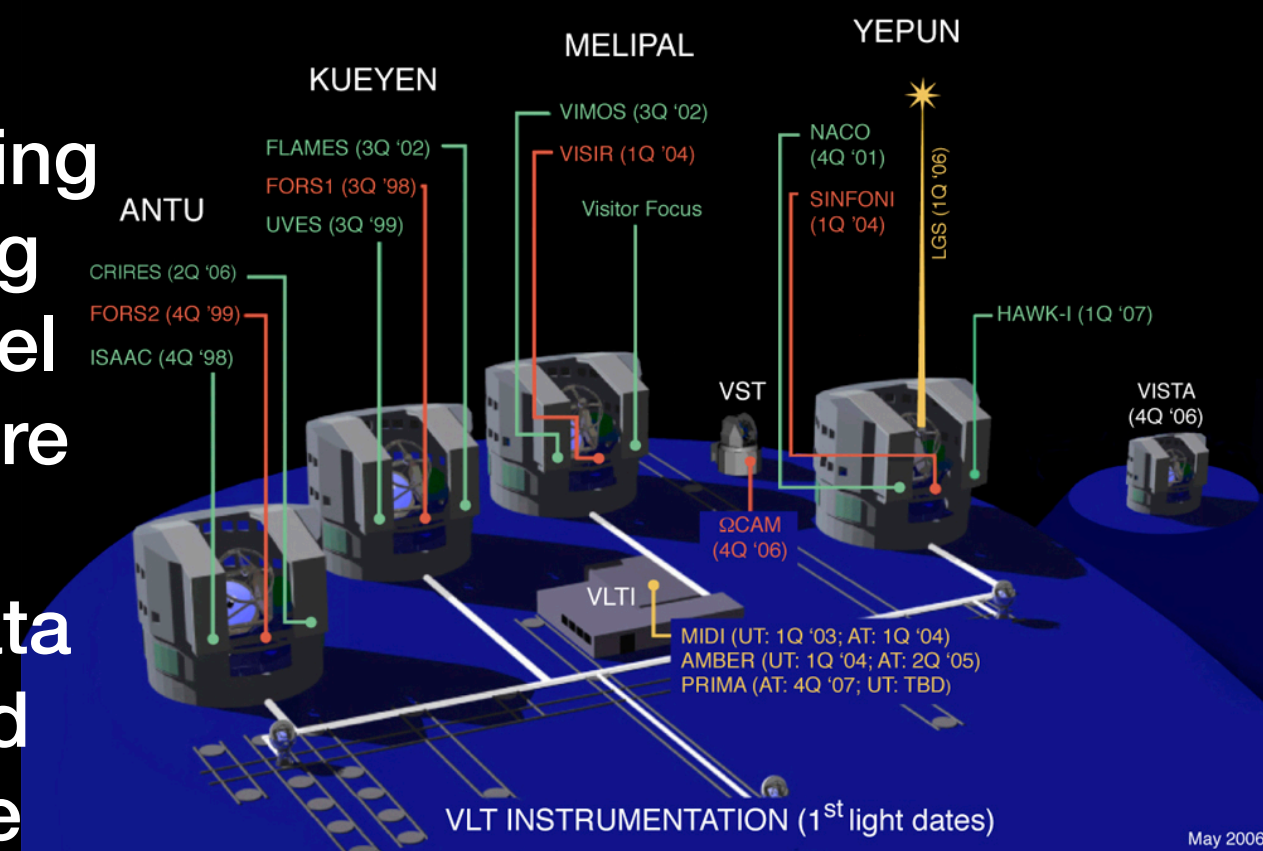 ing
g
el
re
ta
d
e
ANTU
CRIRES (2Q ‘06)
FORS2 (4Q ’99)
ISAAC (4Q ‘98)
KUEYEN
FLAMES (3Q ‘02)
FORS1 (3Q ’98)
UVES (3Q ‘99)
MELIPAL
VIMOS (3Q ’02)
VISIR (1Q ’04)
Visitor Focus
YEPUN
NACO
(4Q ‘01)
SINFONI
(1Q ‘04)
LGS (1Q ‘06)
HAWK-I (1Q ‘07)
VST
ΩCAM
(4Q ‘06)
VISTA
(4Q ‘06)
VLTI
MIDI (UT: 1Q ‘03; AT: 1Q ‘04)
AMBER (UT: 1Q ‘04; AT: 2Q ‘05)
PRIMA (AT: 4Q ‘07; UT: TBD)
VLT INSTRUMENTATION (1st light dates)
May 2006